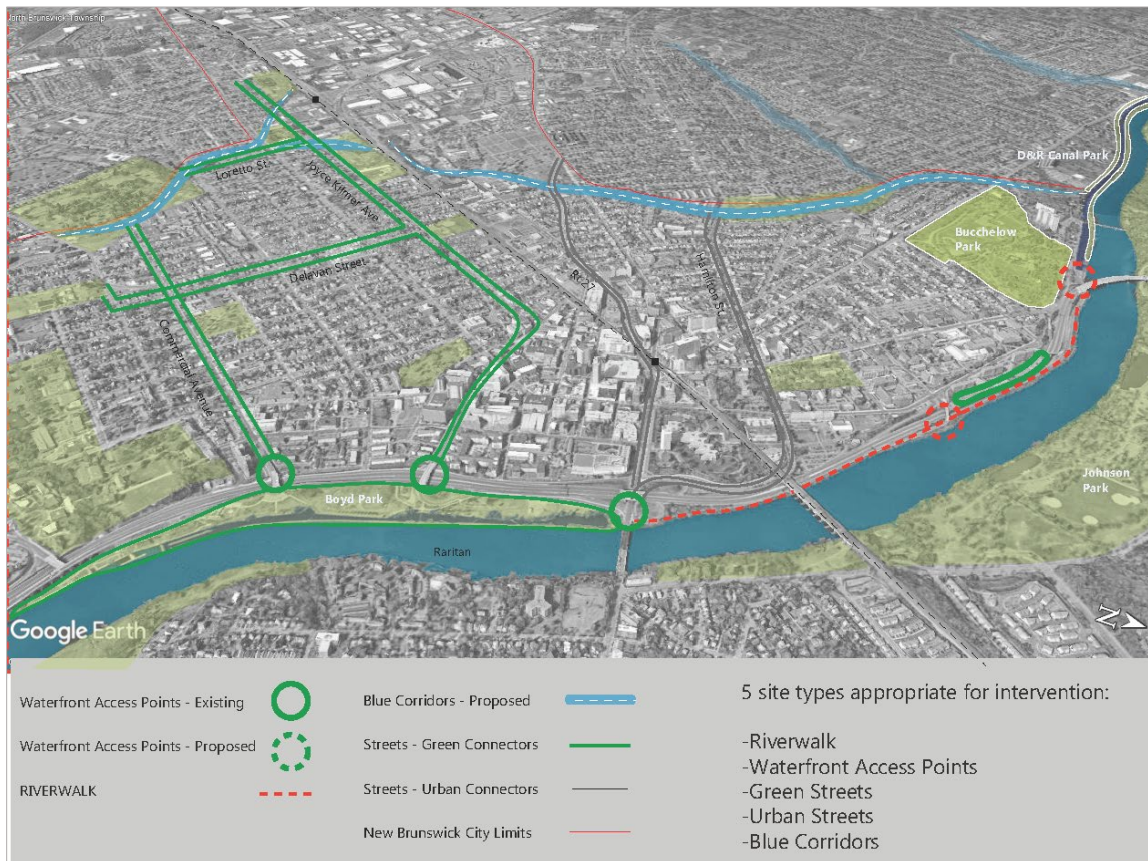 North Brunswick Township
D&R Canal Park
Loretto St.
Joyce Kilmer Ave
Bucchelow
Park
Delavan Street
Rt 27
Hamilton St.
Commercial Avenue
Johnson
Park
Boyd Park
Raritan
Google Earth
N
Waterfront Access Points - Existing
Waterfront Access Points - Proposed
RIVERWALK
Blue Corridors - Proposed
Streets - Green Connectors
Streets - Urban Connectors
New Brunswick City Limits
5 site types appropriate for intervention:
-Riverwalk
-Waterfront Access Points
-Green Streets
-Urban Streets
-Blue Corridors